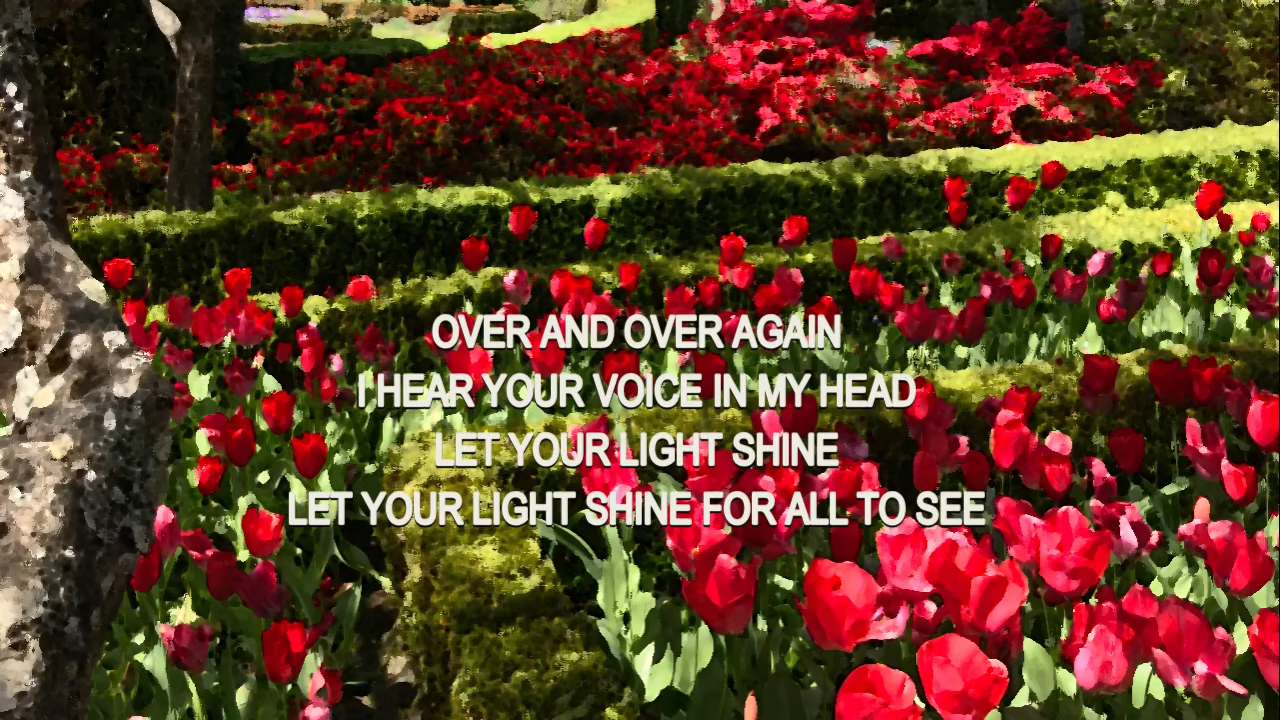 OVER AND OVER AGAIN
I HEAR YOUR VOICE IN MY HEAD
LET YOUR LIGHT SHINE
LET YOUR LIGHT SHINE FOR ALL TO SEE